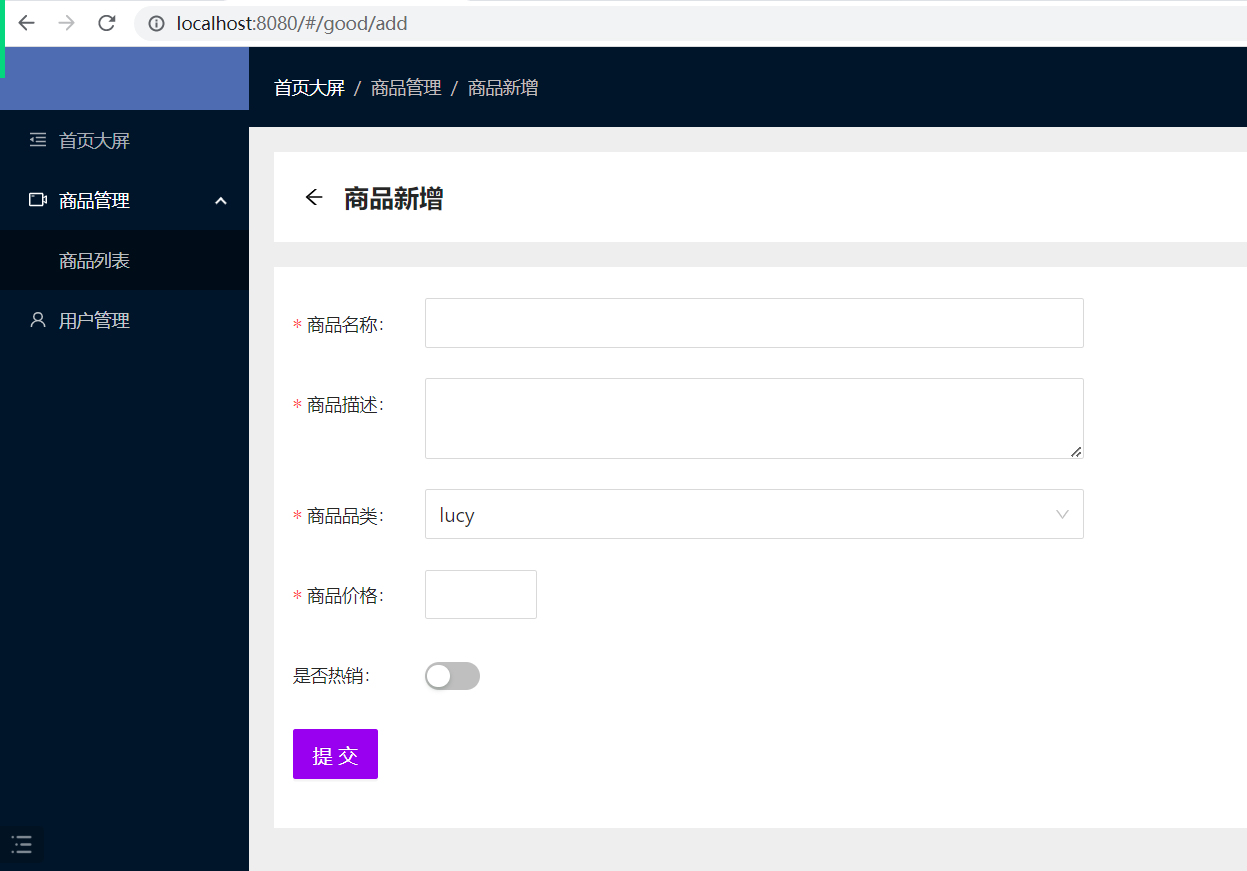 localhost:8080/#/good/add
首页大屏 / 商品管理 / 商品新增
首页大屏
商品管理
商品列表
用户管理
商品新增
* 商品名称:
* 商品描述:
* 商品品类: lucy
* 商品价格:
是否热销:
提 交